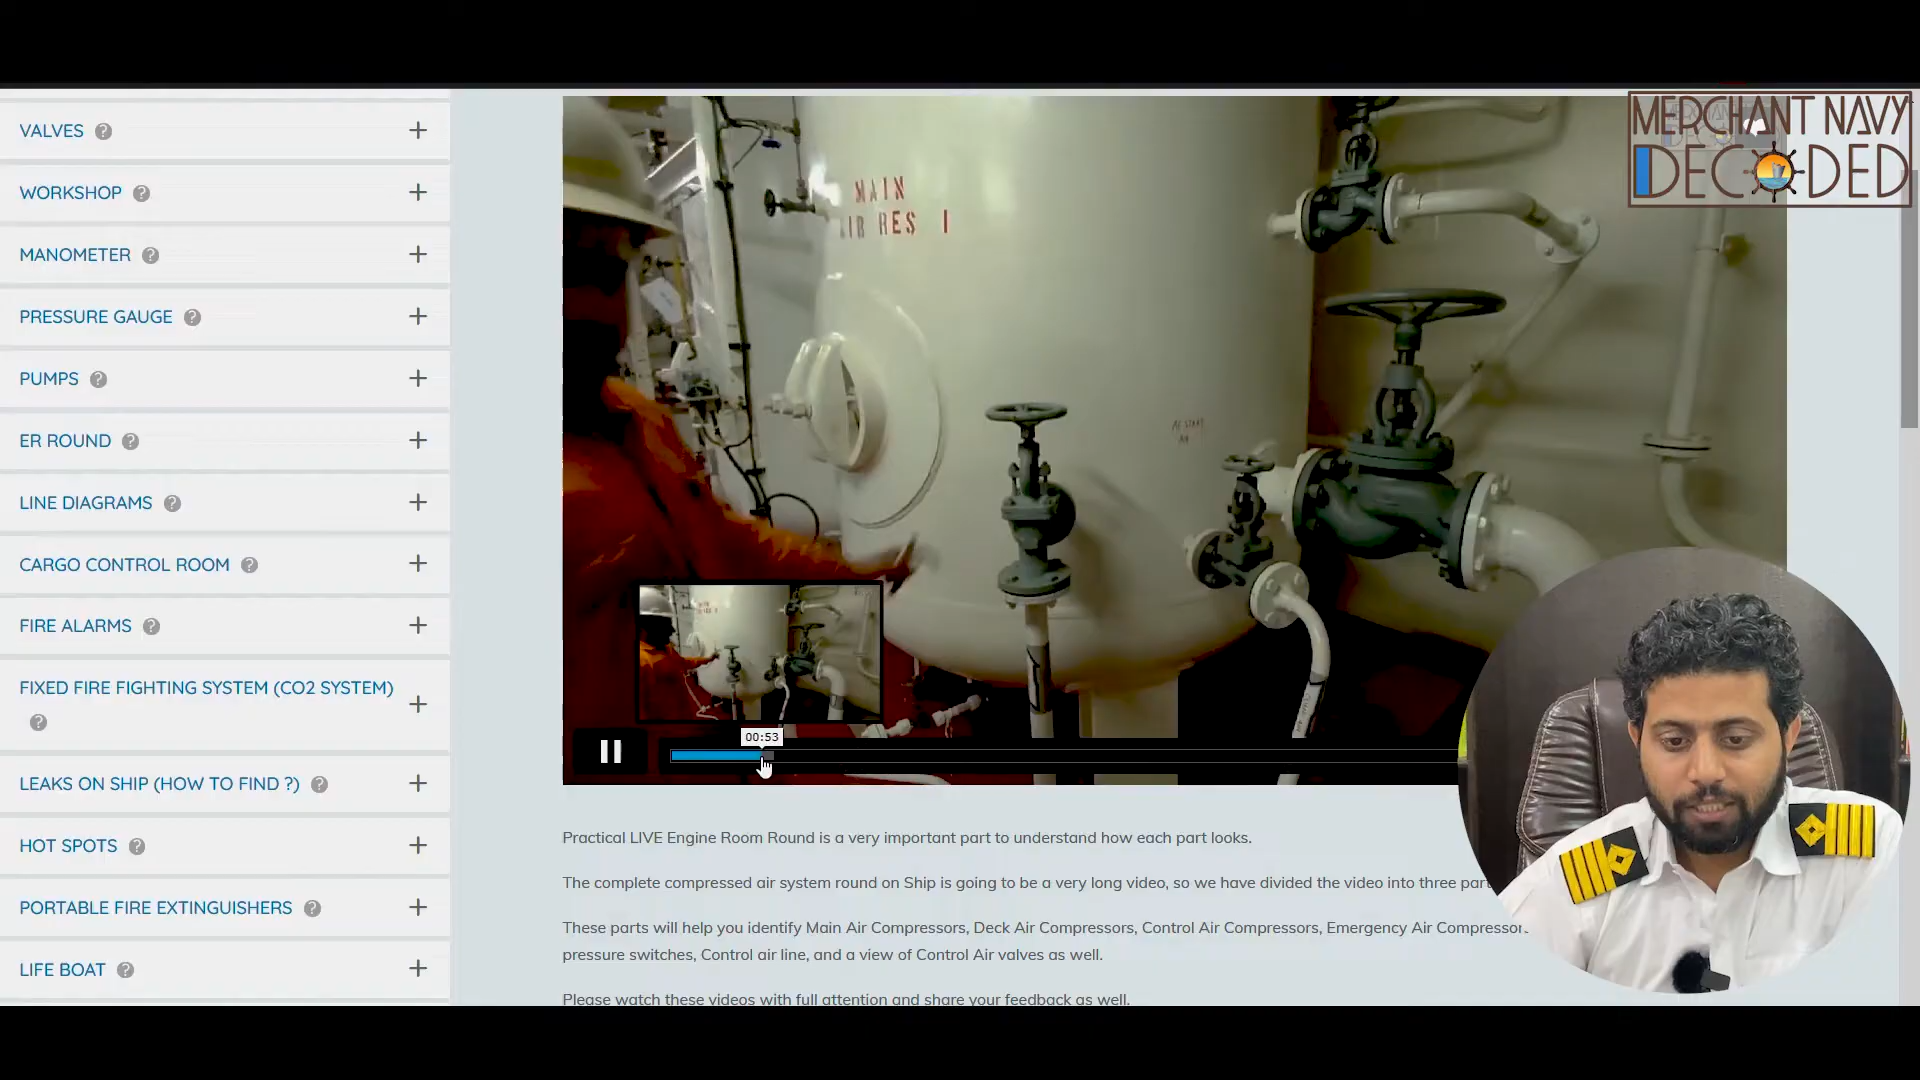 MERCHANT NAVY
DECODED
VALVES ?
WORKSHOP ?
MANOMETER ?
PRESSURE GAUGE ?
PUMPS ?
ER ROUND ?
LINE DIAGRAMS ?
CARGO CONTROL ROOM ?
FIRE ALARMS ?
FIXED FIRE FIGHTING SYSTEM (CO2 SYSTEM)
?
LEAKS ON SHIP (HOW TO FIND ?) ?
HOT SPOTS ?
PORTABLE FIRE EXTINGUISHERS ?
LIFE BOAT ?
MAIN
AIR RES 1
00:53
Practical LIVE Engine Room Round is a very important part to understand how each part looks.
The complete compressed air system round on Ship is going to be a very long video, so we have divided the video into three part
These parts will help you identify Main Air Compressors, Deck Air Compressors, Control Air Compressors, Emergency Air Compressor
pressure switches, Control air line, and a view of Control Air valves as well.
Please watch these videos with full attention and share your feedback as well.